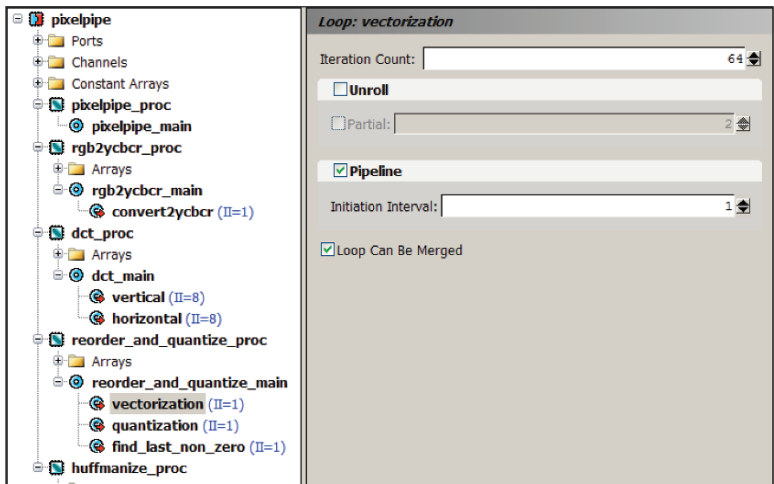 pixelpipe
Ports
Channels
Constant Arrays
pixelpipe_proc
pixelpipe_main
rgb2ycbcr_proc
Arrays
rgb2ycbcr_main
convert2ycbcr (II=1)
dct_proc
Arrays
dct_main
vertical (II=8)
horizontal (II=8)
reorder_and_quantize_proc
Arrays
reorder_and_quantize_main
vectorization (II=1)
quantization (II=1)
find_last_non_zero (II=1)
huffmanize_proc
Loop: vectorization
Iteration Count: 64
Unroll
Partial: 2
Pipeline
Initiation Interval: 1
Loop Can Be Merged